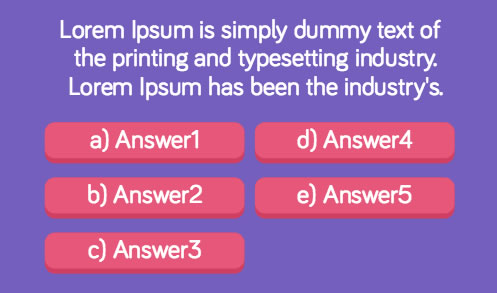 Lorem Ipsum is simply dummy text of
the printing and typesetting industry.
Lorem Ipsum has been the industry's.
a) Answer1
b) Answer2
c) Answer3
d) Answer4
e) Answer5